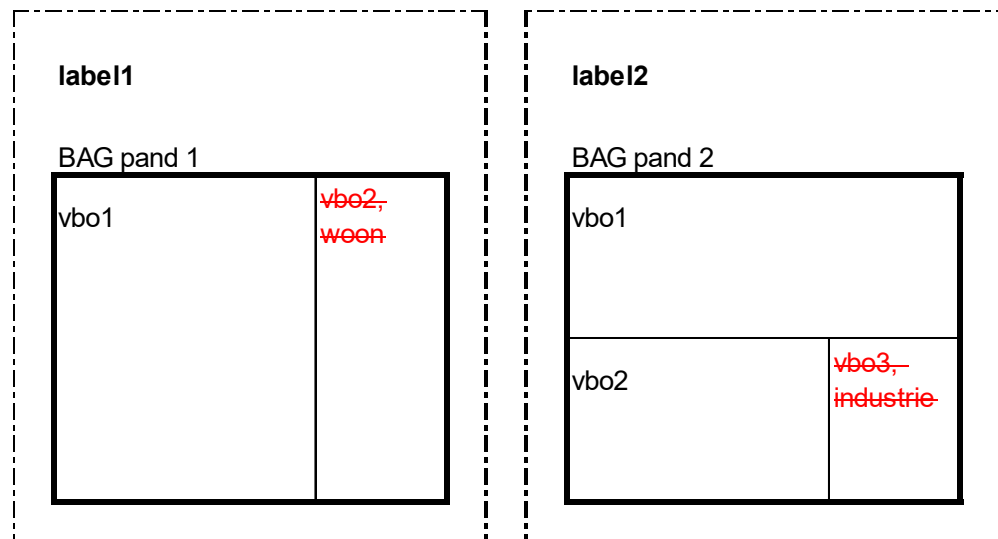 label1
BAG pand 1
vbo1
vbo2,
woon
label2
BAG pand 2
vbo1
vbo2
vbo3,
industrie